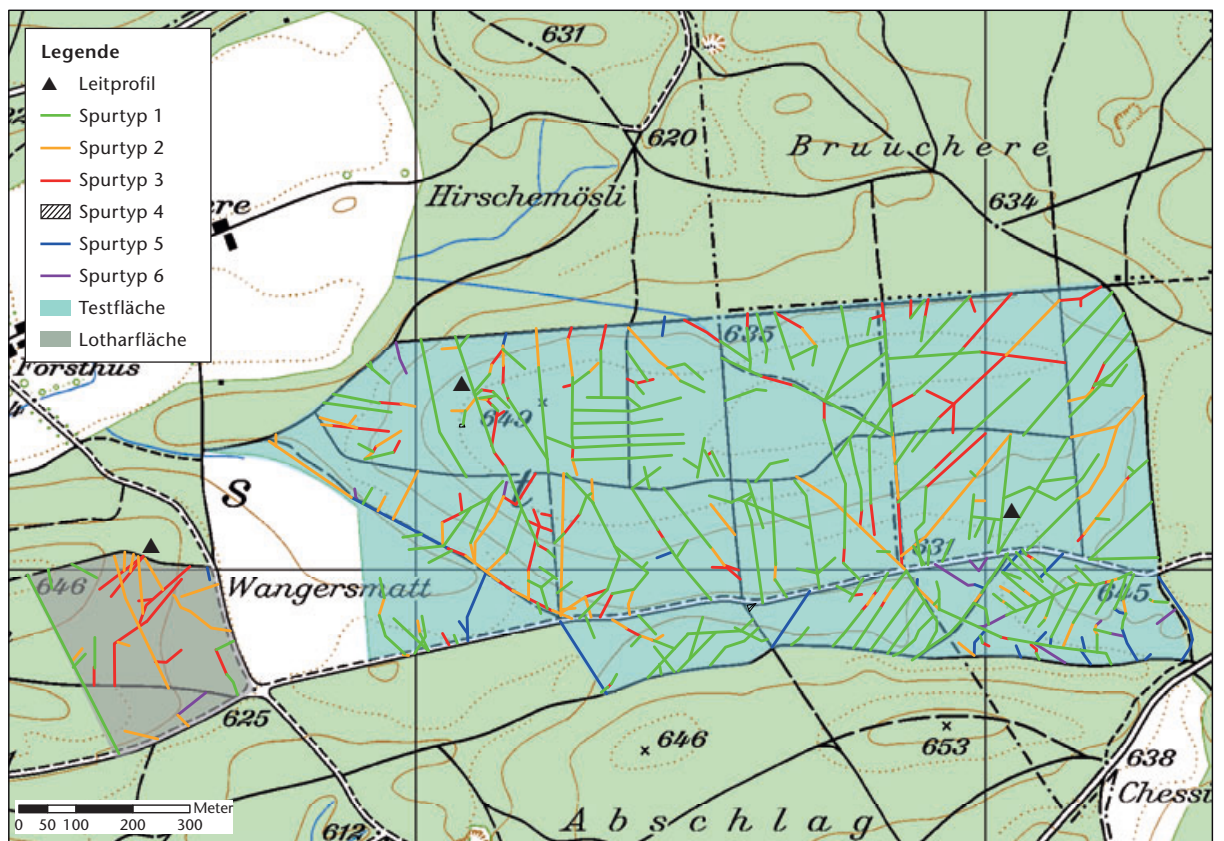 Legende
Leitprofil
Spurtyp 1
Spurtyp 2
Spurtyp 3
Spurtyp 4
Spurtyp 5
Spurtyp 6
Testfläche
Lotharfläche
631
620
Bruuchere
Hirschemösli
634
ere
635
Forsthus
649
S
t
631
646
Wangersmatt
645
625
646
653
638
Chessi
Meter
0 50 100 200 300
612
Abschlag